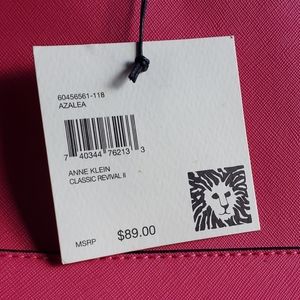 60456561-118
AZALEA
7 40344 76213 3
ANNE KLEIN
CLASSIC REVIVAL II
MSRP $89.00